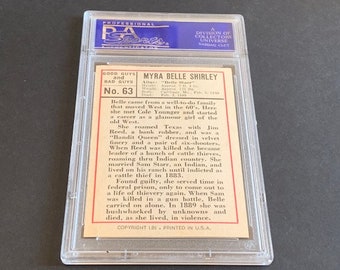 PROFESSIONAL
PSA
DIVISION OF
COLLECTORS
UNIVERSE
GOOD GUYS
AND
BAD GUYS
No. 63
MYRA BELLE SHIRLEY
Alias: "Belle Starr"
Belle came from a well-to-do family
that moved West in the 60's. Here
she met Cole Younger and started
a career as a glamour girl of the
old West.
She roamed Texas with Jim
Reed, a bank robber, and was a
"Bandit Queen" dressed in velvet
finery and a pair of six-shooters.
When Reed was killed she became
leader of a bunch of cattle thieves,
roaming thru Indian country. She
married Sam Starr, an Indian, and
lived on his ranch until indicted as
a cattle thief in 1883.
Found guilty, she served time in
federal prison, only to come out to
a life of thievery again. When Sam
was killed in a gun battle, Belle
carried on alone. In 1889 she was
bushwhacked by unknowns and
died, as she lived, violently.
COPYRIGHT PRINTED IN U.S.A.